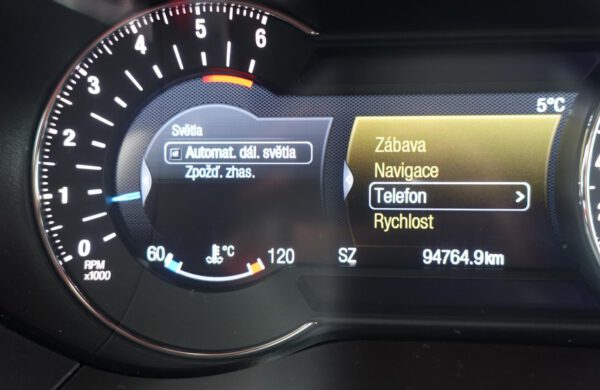 6
5
4
3
2
1
0
RPM
x1000
5°C
Světla
Automat. dál. světla
Zpožď. zhas.
Zábava
Navigace
Telefon >
Rychlost
60 °C 120
SZ 94764.9km